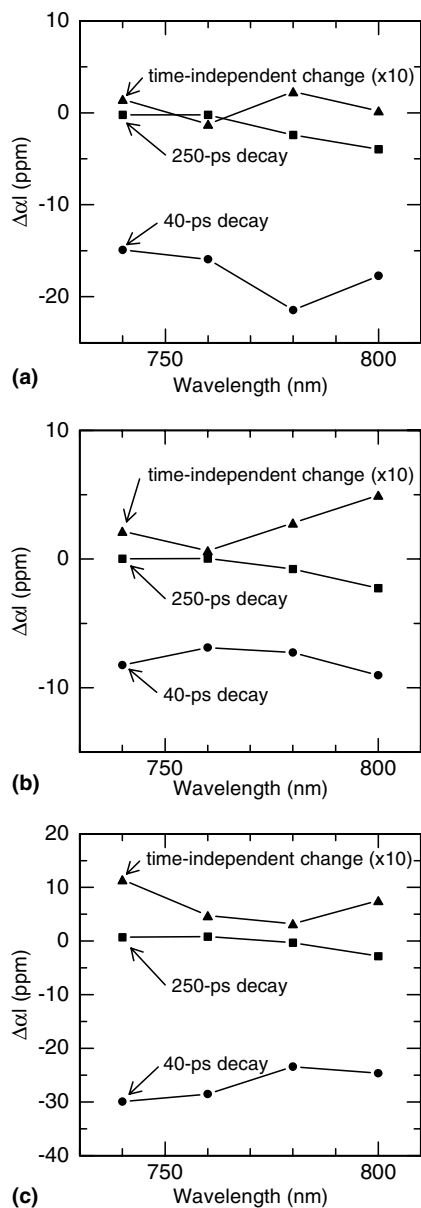 10
time-independent change (x10)
0
250-ps decay
-10
Δαl (ppm)
40-ps decay
-20
750
800
(a)
Wavelength (nm)
10
time-independent change (x10)
0
250-ps decay
Δαl (ppm)
-10
40-ps decay
750
800
(b)
Wavelength (nm)
20
time-independent change (x10)
10
0
250-ps decay
-10
Δαl (ppm)
-20
40-ps decay
-30
-40
750
800
(c)
Wavelength (nm)